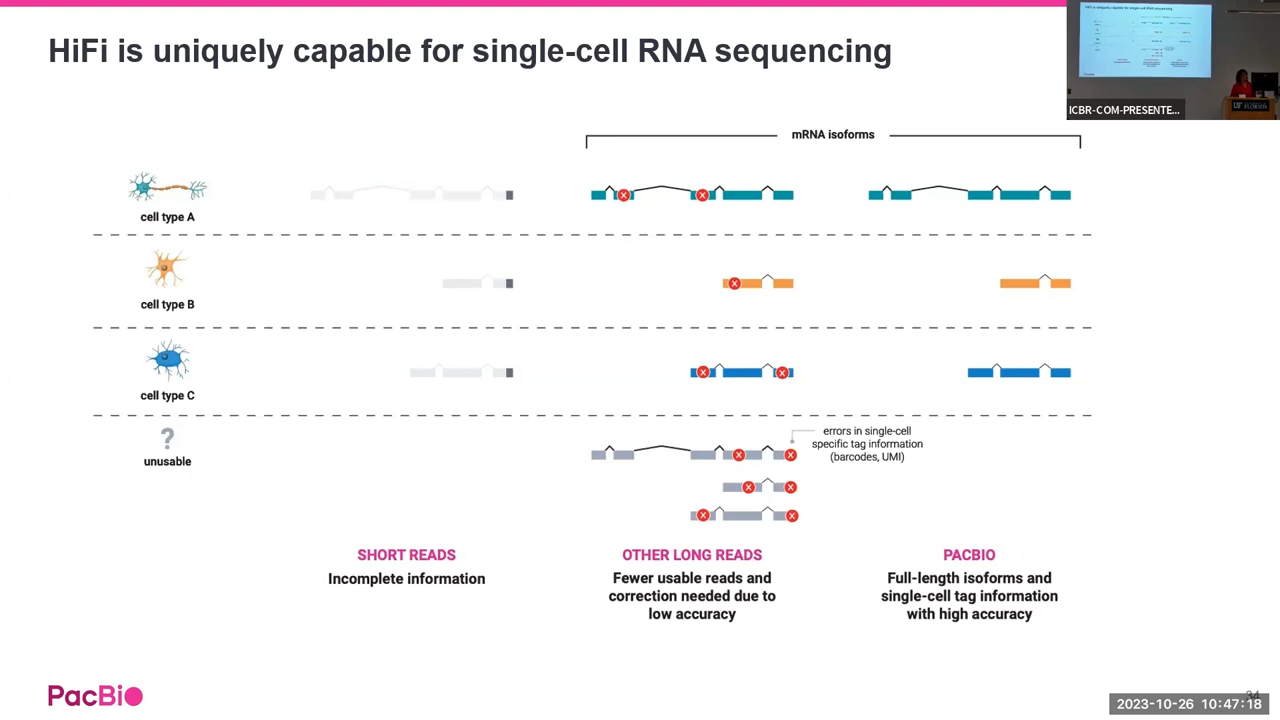 HiFi is uniquely capable for single-cell RNA sequencing
ICBR-COM-PRESENTE...
mRNA isoforms
cell type A
cell type B
cell type C
?
unusable
errors in single-cell
specific tag information
(barcodes, UMI)
SHORT READS
Incomplete information
OTHER LONG READS
Fewer usable reads and
correction needed due to
low accuracy
PACBIO
Full-length isoforms and
single-cell tag information
with high accuracy
PacBio
34
2023-10-26 10:47:18